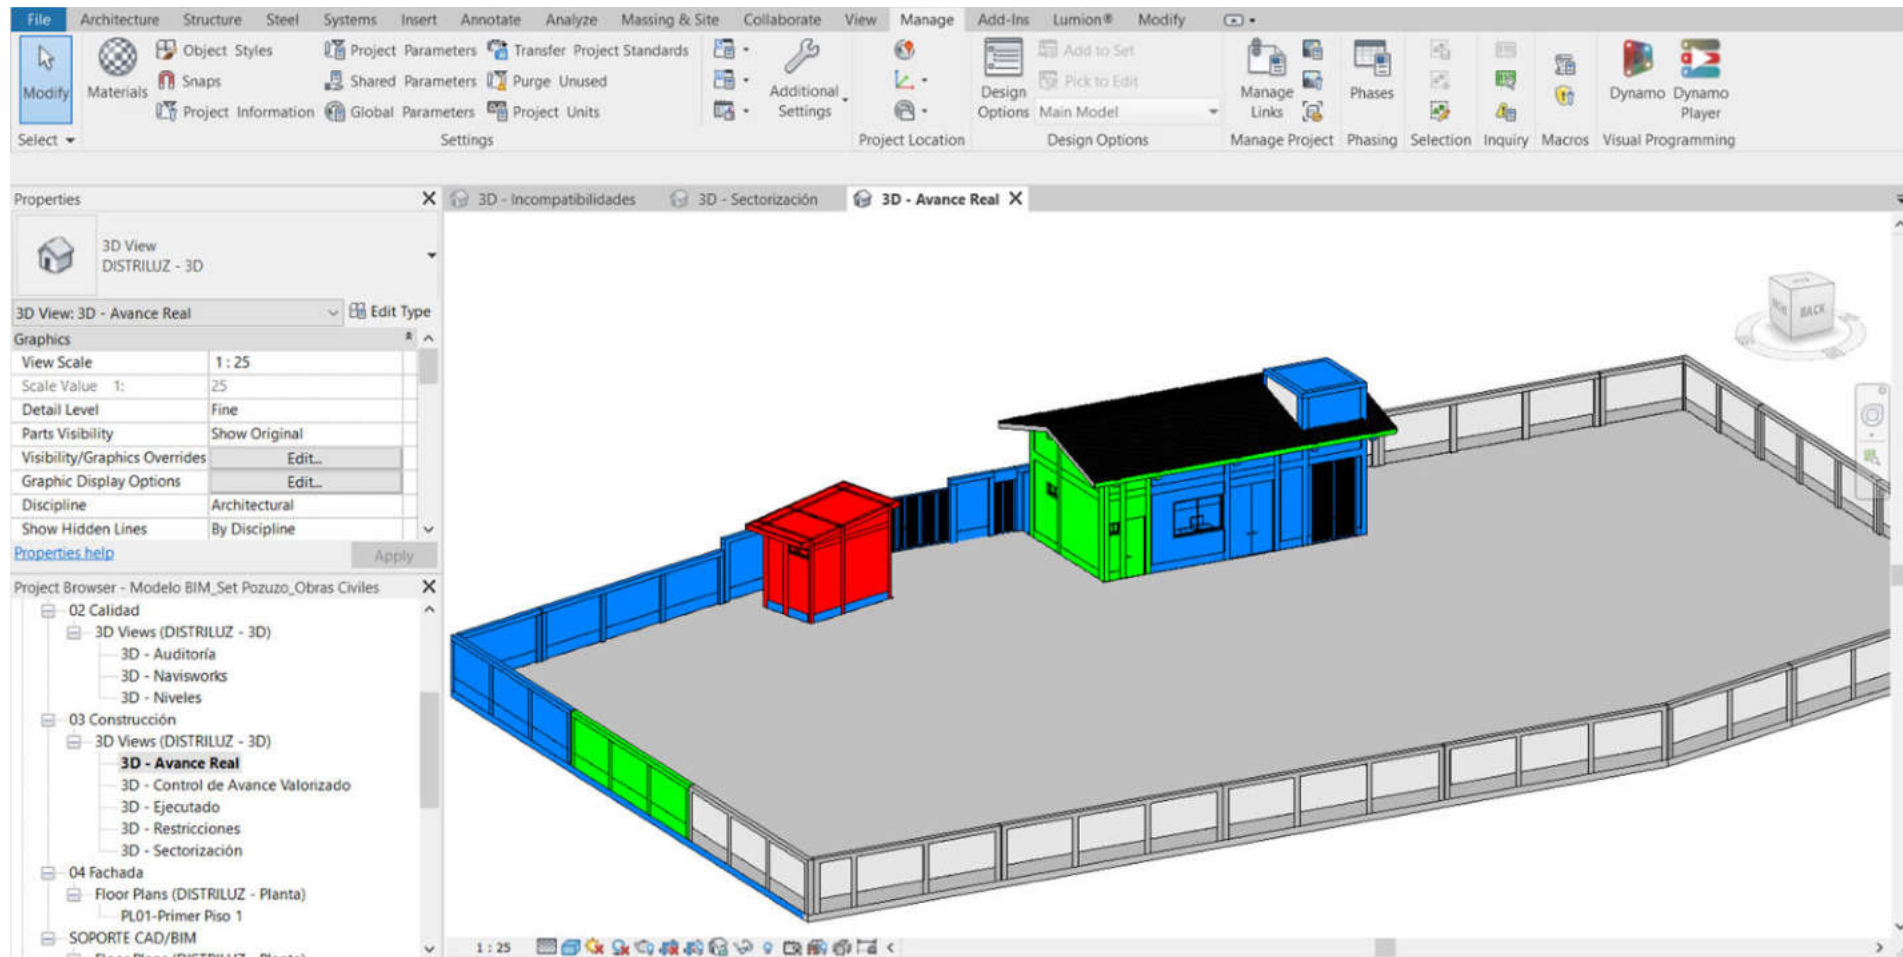 File Architecture Structure Steel Systems Insert Annotate Analyze Massing & Site Collaborate View Manage Add-Ins Lumion® Modify
Modify
Select
Materials
Object Styles
Snaps
Project Information
Project Parameters
Shared Parameters
Global Parameters
Transfer Project Standards
Purge Unused
Project Units
Settings
Additional
Settings
Project Location
Design
Options
Add to Set
Pick to Edit
Main Model
Design Options
Manage
Links
Manage Project
Phases
Phasing
Selection
Inquiry
Macros
Dynamo
Dynamo
Player
Visual Programming
Properties
3D View
DISTRILUZ - 3D
3D View: 3D - Avance Real
Edit Type
Graphics
View Scale 1 : 25
Scale Value 1: 25
Detail Level Fine
Parts Visibility Show Original
Visibility/Graphics Overrides Edit...
Graphic Display Options Edit...
Discipline Architectural
Show Hidden Lines By Discipline
Properties help
Apply
Project Browser - Modelo BIM_Set Pozuzo_Obras Civiles
02 Calidad
3D Views (DISTRILUZ - 3D)
3D - Auditoría
3D - Navisworks
3D - Niveles
03 Construcción
3D Views (DISTRILUZ - 3D)
3D - Avance Real
3D - Control de Avance Valorizado
3D - Ejecutado
3D - Restricciones
3D - Sectorización
04 Fachada
Floor Plans (DISTRILUZ - Planta)
PL01-Primer Piso 1
SOPORTE CAD/BIM
3D - Incompatibilidades
3D - Sectorización
3D - Avance Real
BACK
1 : 25